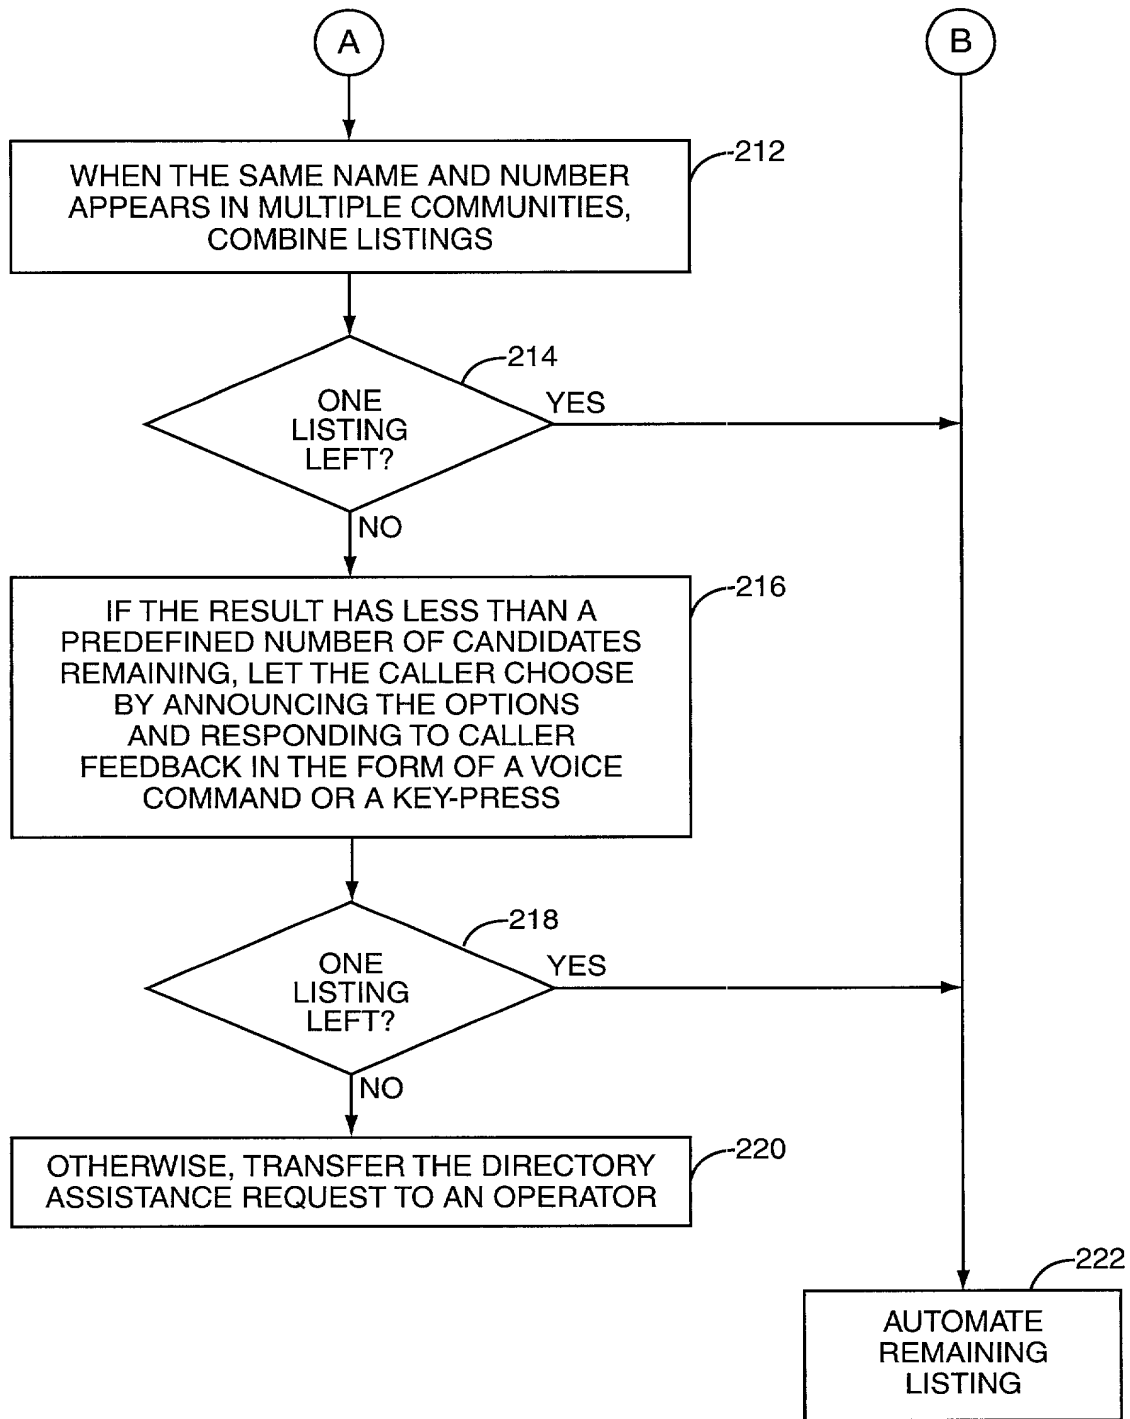 A
B
212
WHEN THE SAME NAME AND NUMBER
APPEARS IN MULTIPLE COMMUNITIES,
COMBINE LISTINGS
214
ONE
LISTING
LEFT?
YES
NO
216
IF THE RESULT HAS LESS THAN A
PREDEFINED NUMBER OF CANDIDATES
REMAINING, LET THE CALLER CHOOSE
BY ANNOUNCING THE OPTIONS
AND RESPONDING TO CALLER
FEEDBACK IN THE FORM OF A VOICE
COMMAND OR A KEY-PRESS
218
ONE
LISTING
LEFT?
YES
NO
220
OTHERWISE, TRANSFER THE DIRECTORY
ASSISTANCE REQUEST TO AN OPERATOR
222
AUTOMATE
REMAINING
LISTING